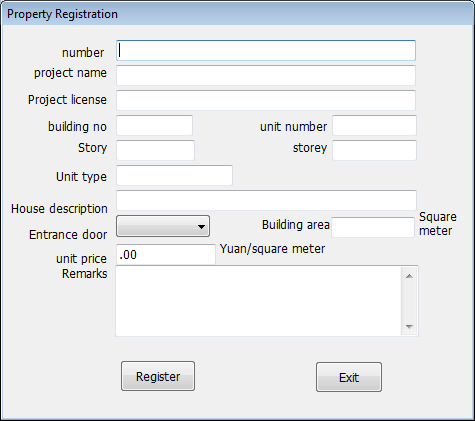 Property Registration
number
project name
Project license
building no unit number
Story storey
Unit type
House description
Entrance door Building area Square meter
unit price .00 Yuan/square meter
Remarks
Register Exit